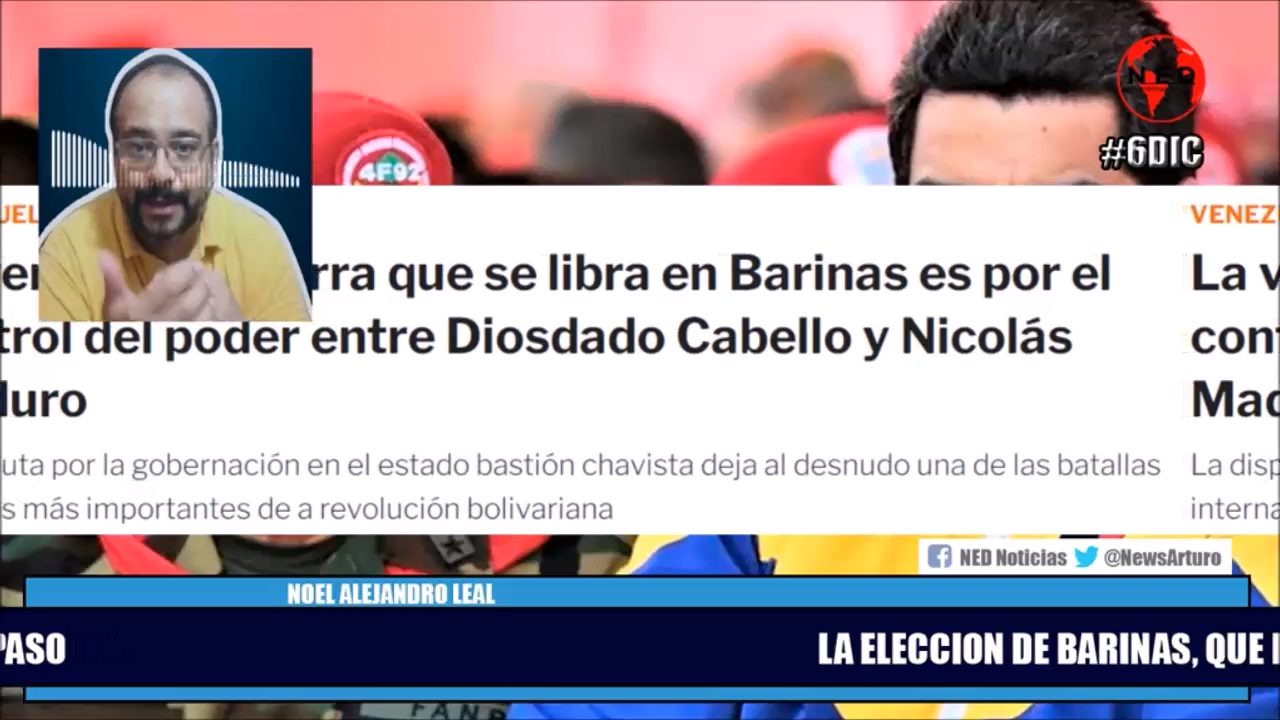 NED
#6DIC
4F92
rra que se libra en Barinas es por el
trol del poder entre Diosdado Cabello y Nicolás
duro
uta por la gobernación en el estado bastión chavista deja al desnudo una de las batallas
s más importantes de a revolución bolivariana
VENEZ
La v
con
Mad
La disp
interna
NED Noticias @NewsArturo
NOEL ALEJANDRO LEAL
PASO
LA ELECCION DE BARINAS, QUE
FANB